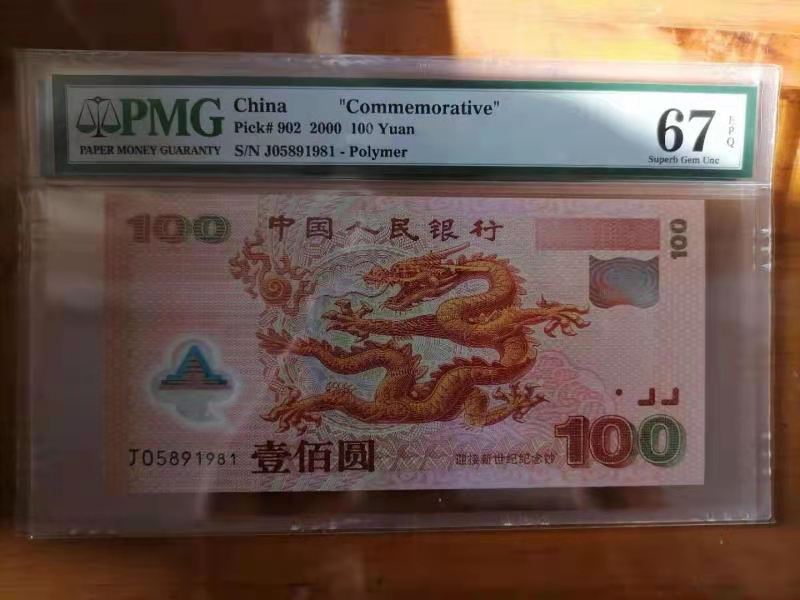 PMG
PAPER MONEY GUARANTY
China "Commemorative"
Pick# 902 2000 100 Yuan
S/N J05891981 - Polymer
67
EPQ
Superb Gem Unc
100
中国人民银行
100
J05891981
壹佰圆
迎接新世纪纪念钞
100